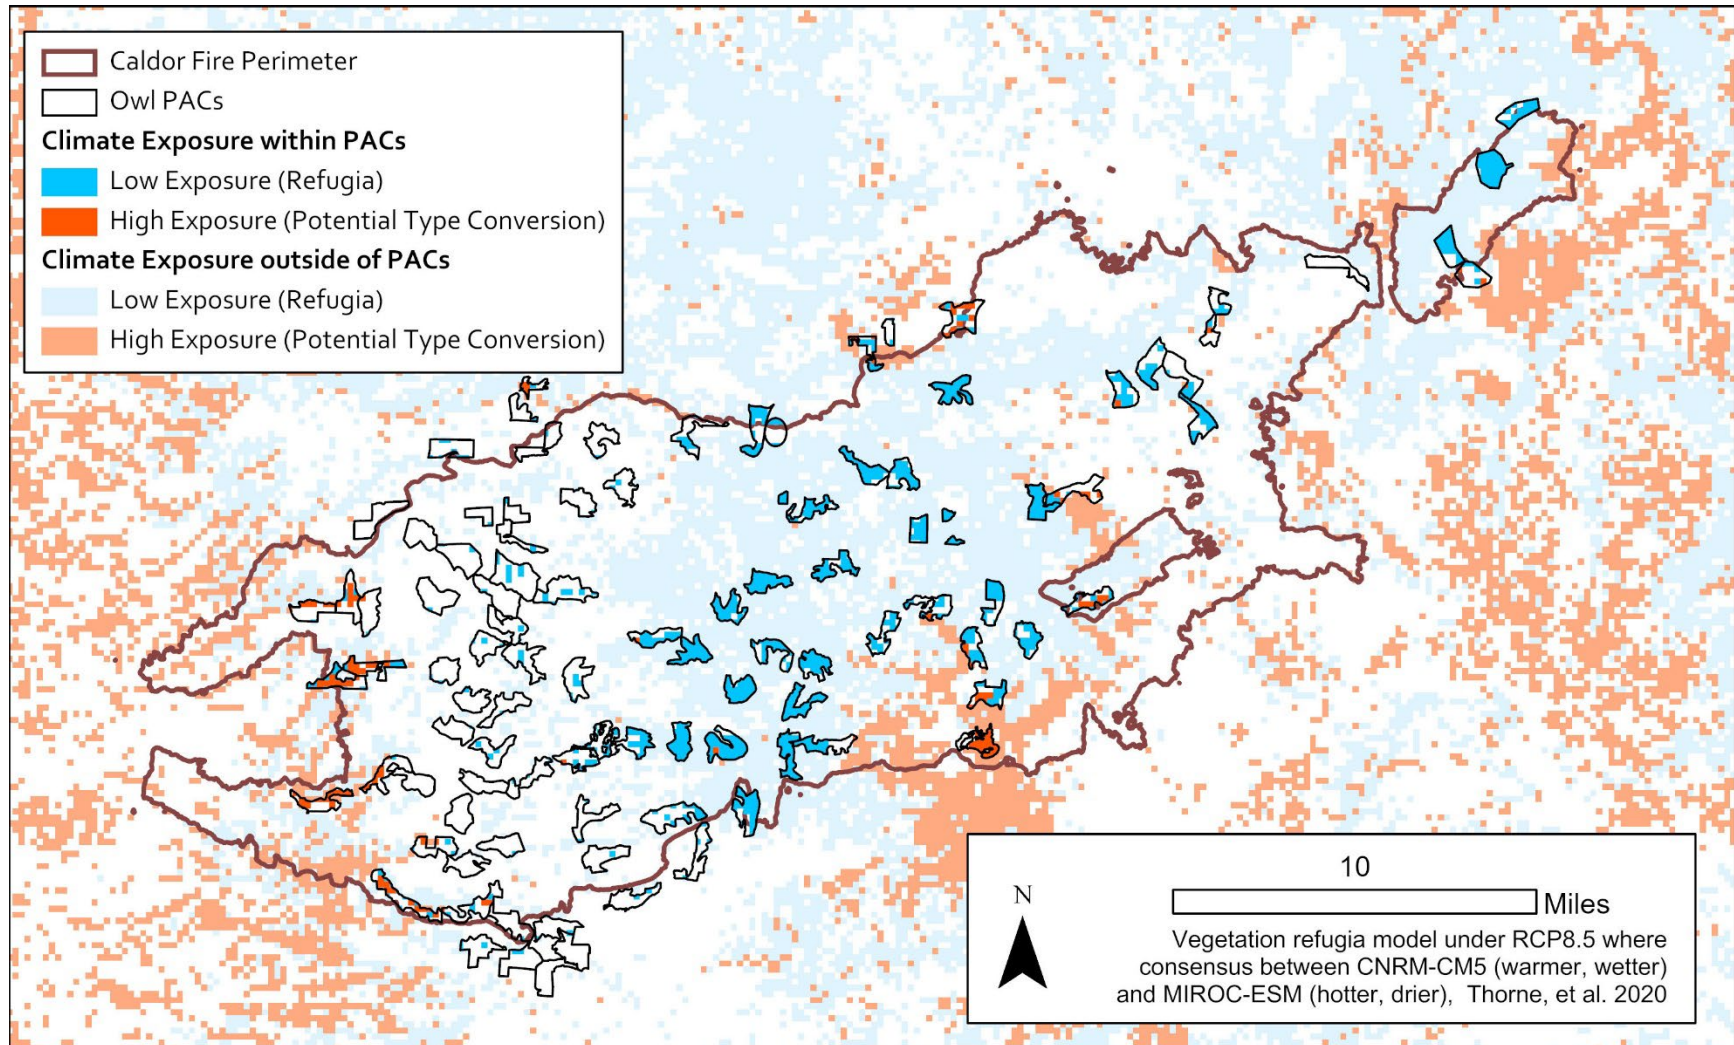 Caldor Fire Perimeter
Owl PACs
Climate Exposure within PACs
Low Exposure (Refugia)
High Exposure (Potential Type Conversion)
Climate Exposure outside of PACs
Low Exposure (Refugia)
High Exposure (Potential Type Conversion)
N
10
Miles
Vegetation refugia model under RCP8.5 where
consensus between CNRM-CM5 (warmer, wetter)
and MIROC-ESM (hotter, drier), Thorne, et al. 2020